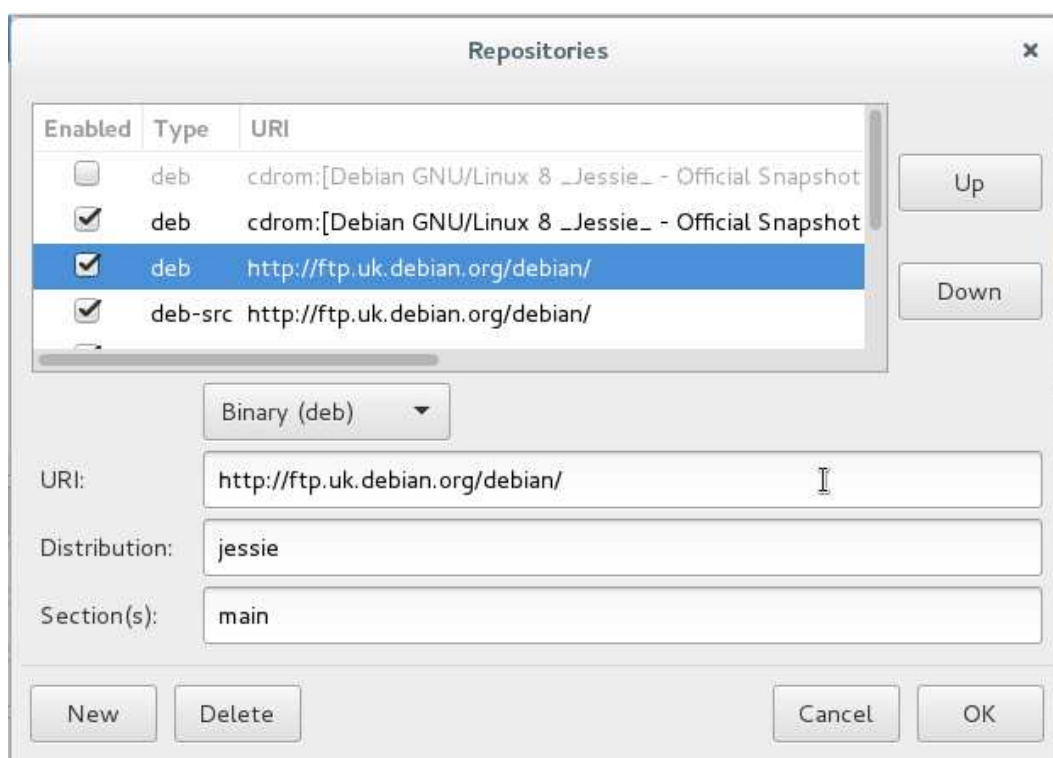 Repositories
Enabled Type URI
deb cdrom:[Debian GNU/Linux 8 _Jessie_ - Official Snapshot
deb cdrom:[Debian GNU/Linux 8 _Jessie_ - Official Snapshot
deb http://ftp.uk.debian.org/debian/
deb-src http://ftp.uk.debian.org/debian/
Up
Down
Binary (deb)
URI: http://ftp.uk.debian.org/debian/
Distribution: jessie
Section(s): main
New Delete Cancel OK